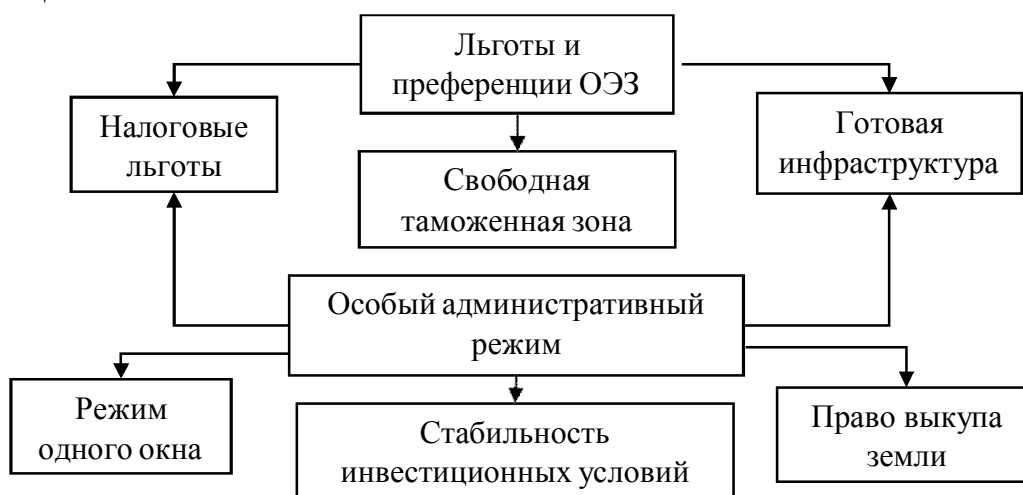 Льготы и
преференции ОЭЗ
Налоговые
льготы
Готовая
инфраструктура
Свободная
таможенная зона
Особый административный
режим
Режим
одного окна
Стабильность
инвестиционных условий
Право выкупа
земли